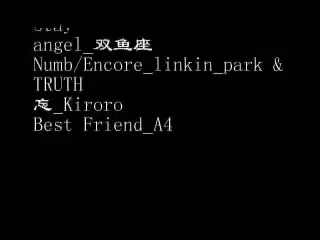 stay
angel_双鱼座
Numb/Encore_linkin_park &
TRUTH
忘_Kiroro
Best Friend_A4